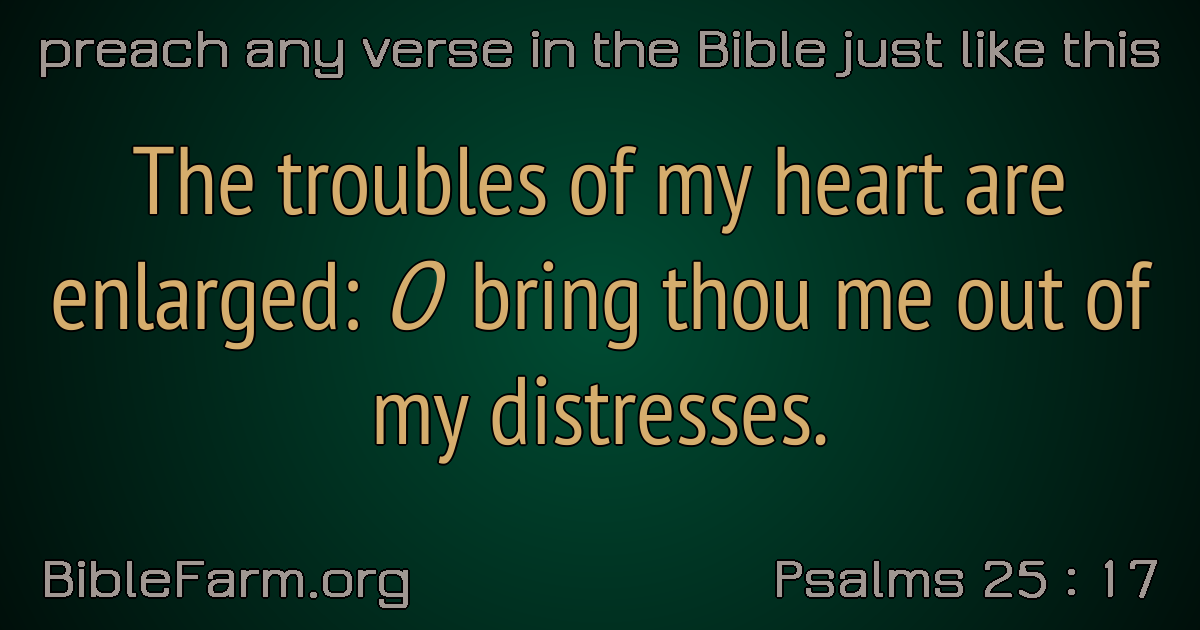 preach any verse in the Bible just like this
The troubles of my heart are
enlarged: O bring thou me out of
my distresses.
BibleFarm.org
Psalms 25 : 17